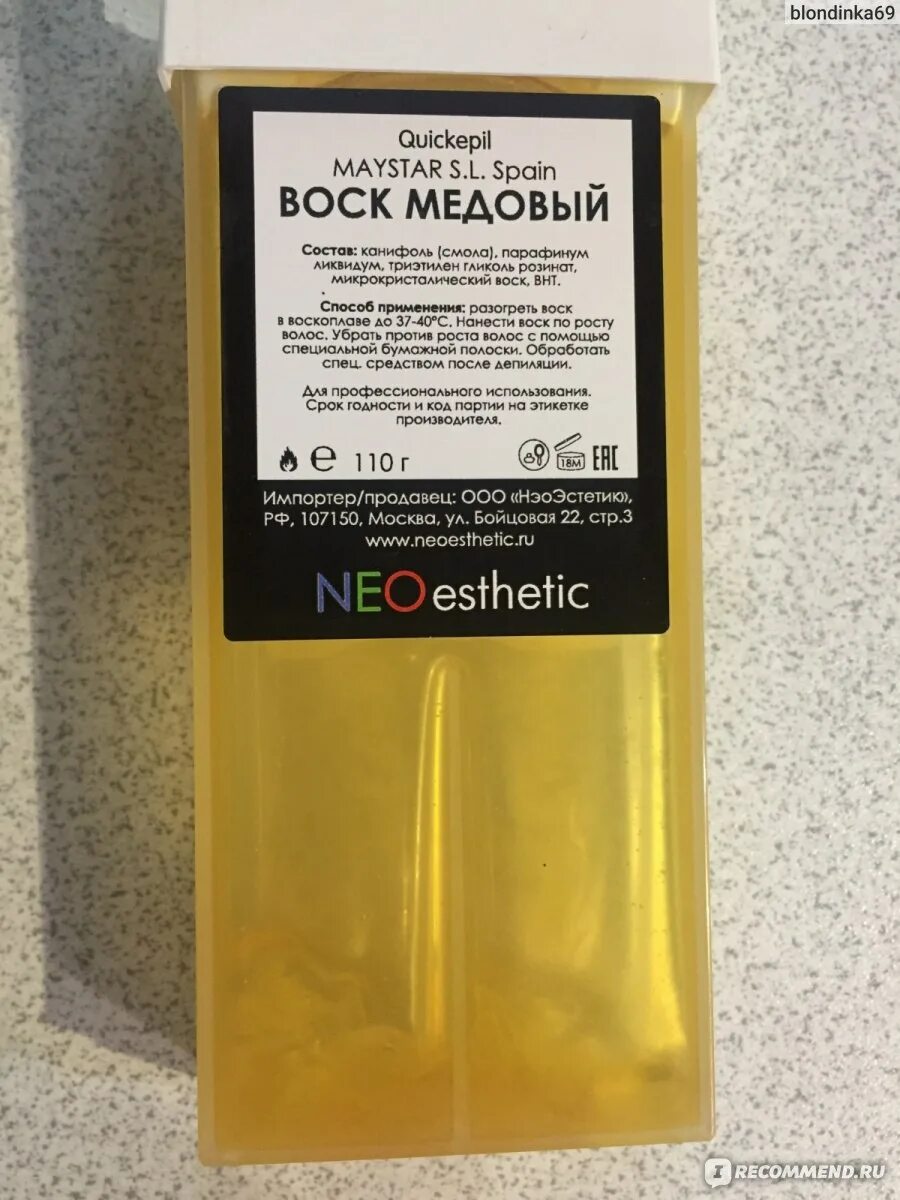 blondinka69
Quickepil
MAYSTAR S.L. Spain
ВОСК МЕДОВЫЙ
Состав: канифоль (смола), парафинум
ликвидум, триэтилен гликоль розинат,
микрокристалический воск, ВНТ.
Способ применения: разогреть воск
в воскоплаве до 37-40°С. Нанести воск по росту
волос. Убрать против роста волос с помощью
специальной бумажной полоски. Обработать
спец. средством после депиляции.
Для профессионального использования.
Срок годности и код партии на этикетке
производителя.
℮ 110 г 18M EAC
Импортер/продавец: ООО «НэоЭстетик»,
РФ, 107150, Москва, ул. Бойцовая 22, стр.3
www.neoesthetic.ru
NEOesthetic
IRECOMMEND.RU